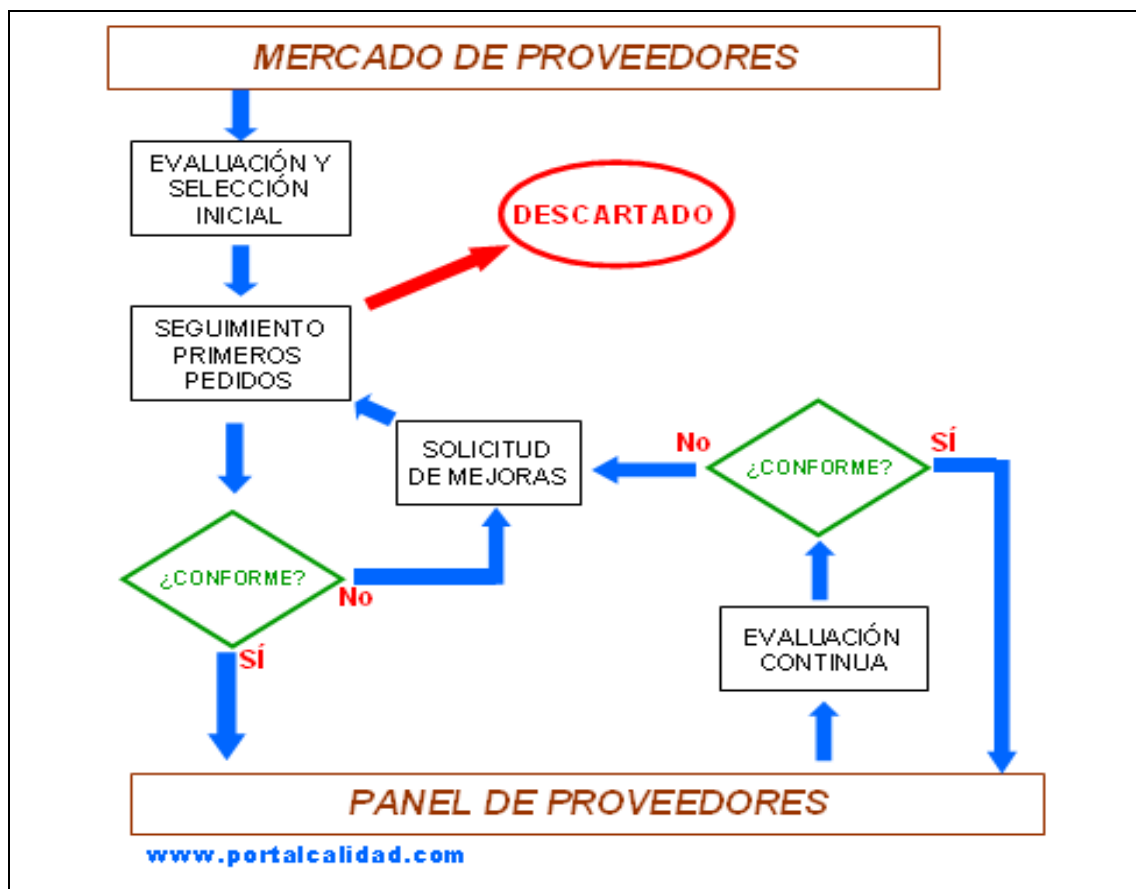 MERCADO DE PROVEEDORES
EVALUACIÓN Y
SELECCIÓN
INICIAL
DESCARTADO
SEGUIMIENTO
PRIMEROS
PEDIDOS
SOLICITUD
DE MEJORAS
No
¿CONFORME?
SÍ
¿CONFORME?
No
SÍ
EVALUACIÓN
CONTINUA
PANEL DE PROVEEDORES
www.portalcalidad.com